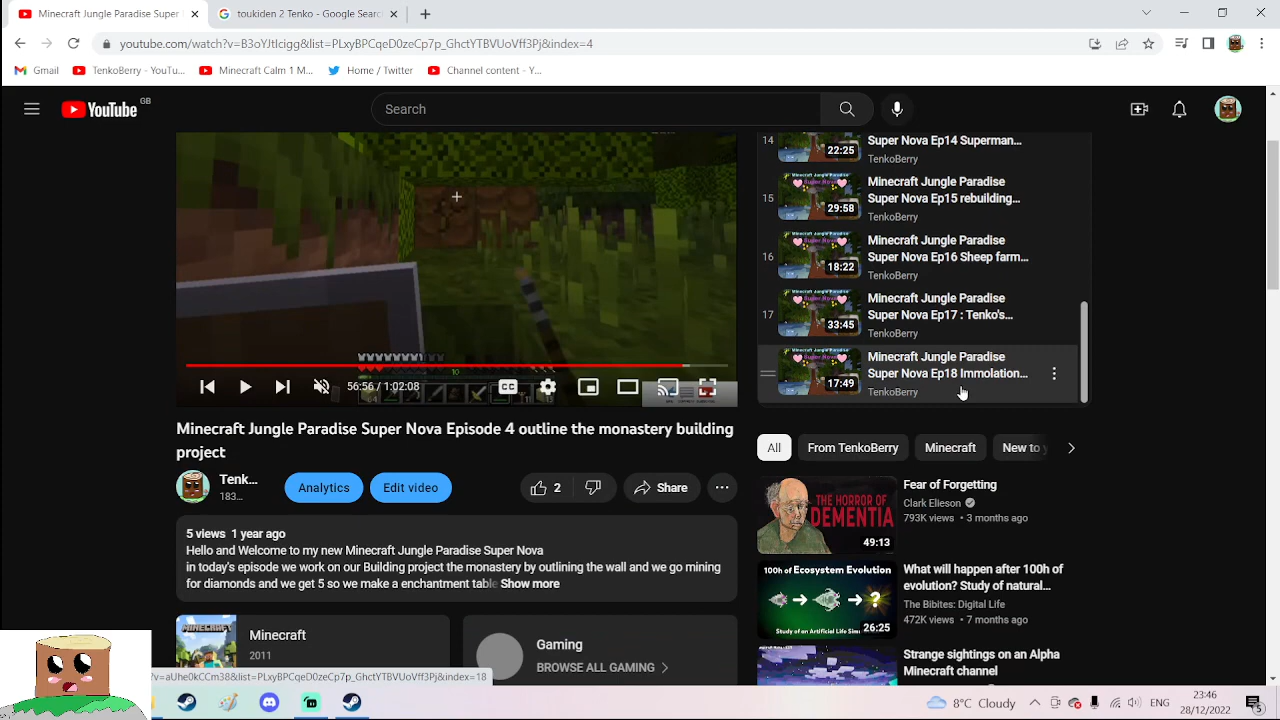 Minecraft Jungle Paradise Super
toukiden 2 Tenko - Google Search
youtube.com/watch?v=B3oYJtIcigg&list=PLxyBPCqeD0zeCp7p_GhctYTBVUoVff3Pj&index=4
Gmail
TenkoBerry - YouTu...
Minecraft Calm 1 M...
Home / Twitter
Channel content - Y...
YouTube GB
Search
14
22:25
Super Nova Ep14 Superman...
TenkoBerry
15
29:58
Minecraft Jungle Paradise
Super Nova Ep15 rebuilding...
TenkoBerry
16
18:22
Minecraft Jungle Paradise
Super Nova Ep16 Sheep farm...
TenkoBerry
17
33:45
Minecraft Jungle Paradise
Super Nova Ep17 : Tenko's...
TenkoBerry
17:49
Minecraft Jungle Paradise
Super Nova Ep18 Immolation...
TenkoBerry
10
56:56 / 1:02:08
CC
Minecraft Jungle Paradise Super Nova Episode 4 outline the monastery building
project
Tenk...
183...
Analytics
Edit video
2
Share
5 views 1 year ago
Hello and Welcome to my new Minecraft Jungle Paradise Super Nova
in today's episode we work on our Building project the monastery by outlining the wall and we go mining
for diamonds and we get 5 so we make a enchantment table Show more
MINECRAFT
Minecraft
2011
Gaming
BROWSE ALL GAMING
All
From TenkoBerry
Minecraft
New to y
THE HORROR OF
DEMENTIA
49:13
Fear of Forgetting
Clark Elieson
793K views • 3 months ago
100h of Ecosystem Evolution
?
Study of an Artificial Life Sim
26:25
What will happen after 100h of
evolution? Study of natural...
The Bibites: Digital Life
472K views • 7 months ago
Strange sightings on an Alpha
Minecraft channel
v=aUhe0kCCm38&list=PLxyBPCqeD0zeCp7p_GhctYTBVUoVff3Pj&index=18
8°C Cloudy
ENG
23:46
28/12/2022
5